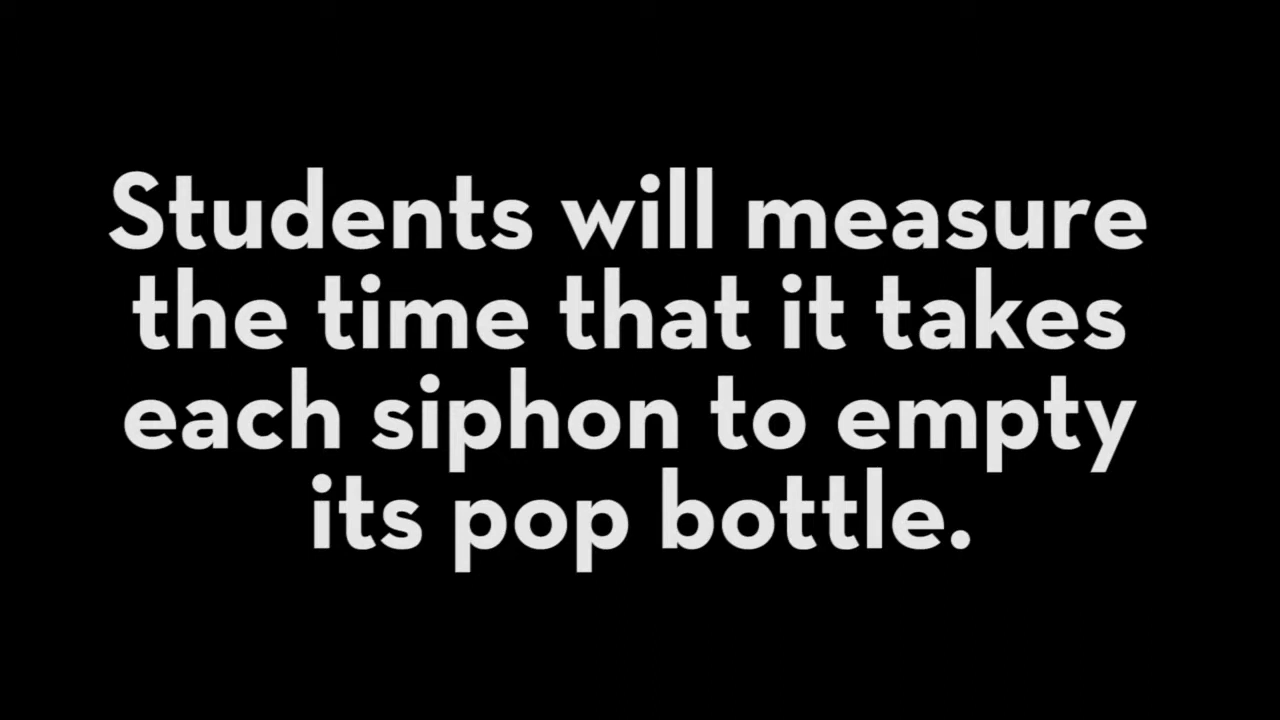 Students will measure
the time that it takes
each siphon to empty
its pop bottle.